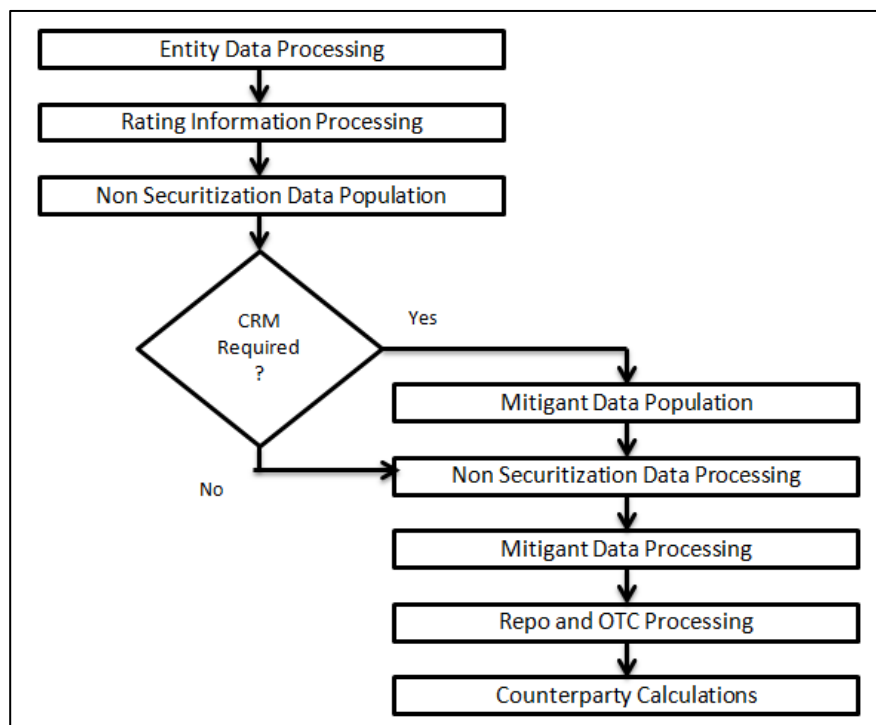 Entity Data Processing
Rating Information Processing
Non Securitization Data Population
CRM
Required
?
Yes
No
Mitigant Data Population
Non Securitization Data Processing
Mitigant Data Processing
Repo and OTC Processing
Counterparty Calculations